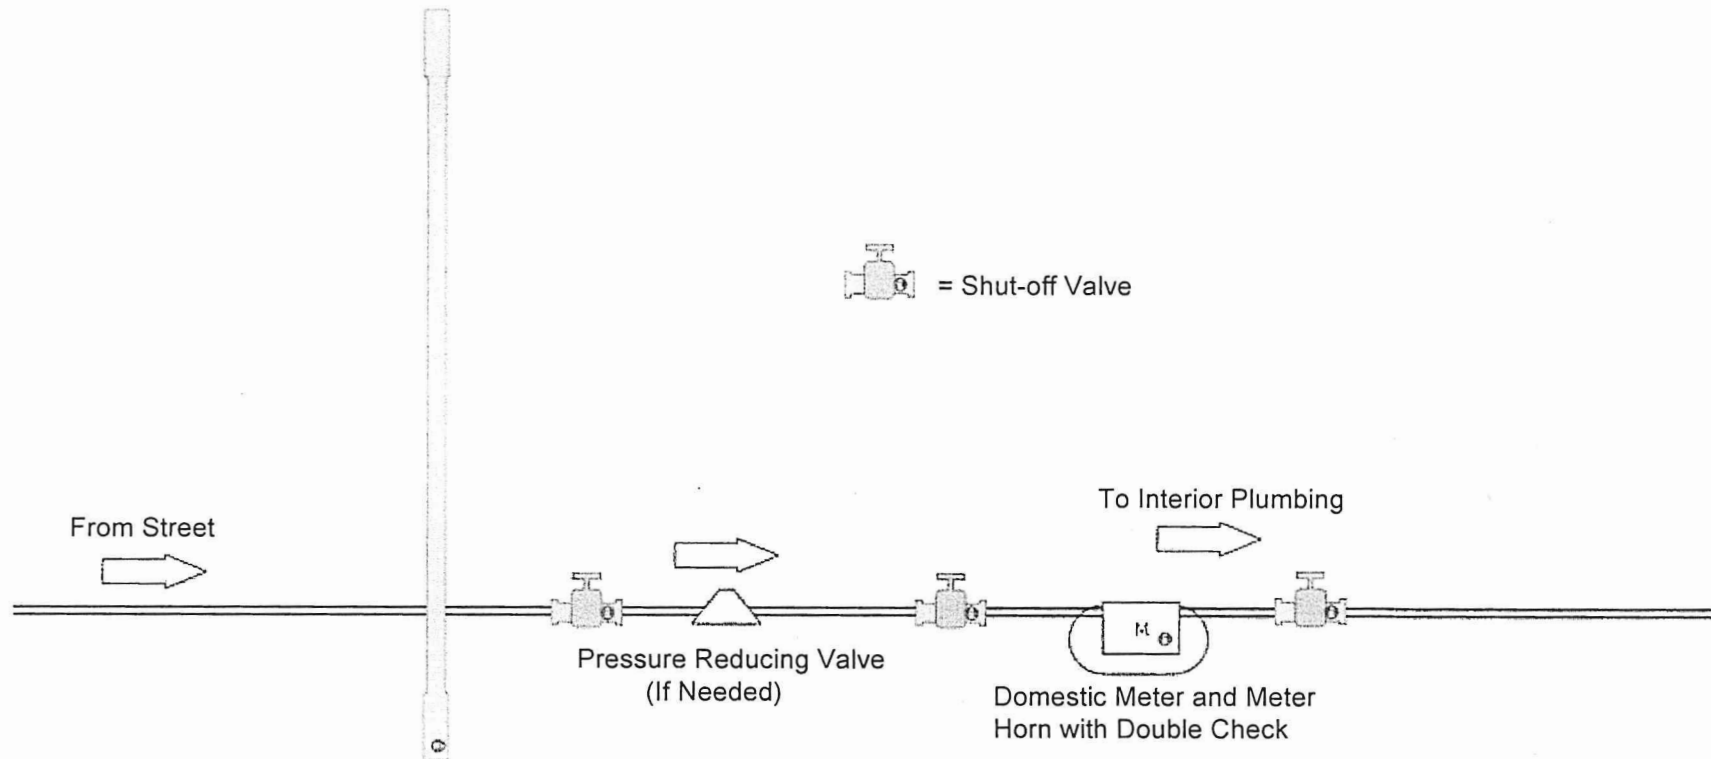 = Shut-off Valve
From Street
To Interior Plumbing
Pressure Reducing Valve
(If Needed)
M
Domestic Meter and Meter
Horn with Double Check